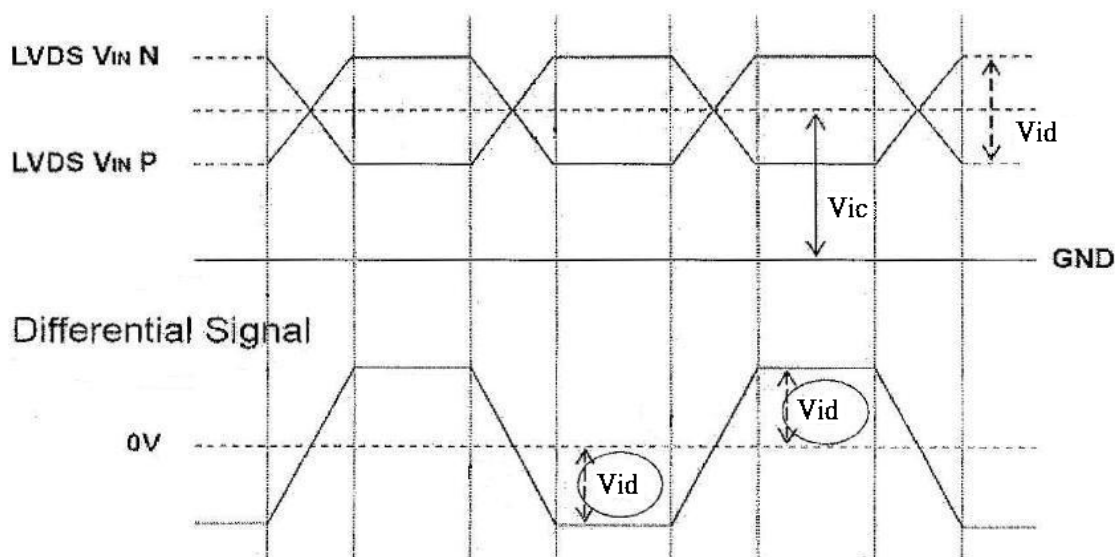 LVDS VIN N
Vid
LVDS VIN P
Vic
GND
Differential Signal
Vid
0V
Vid